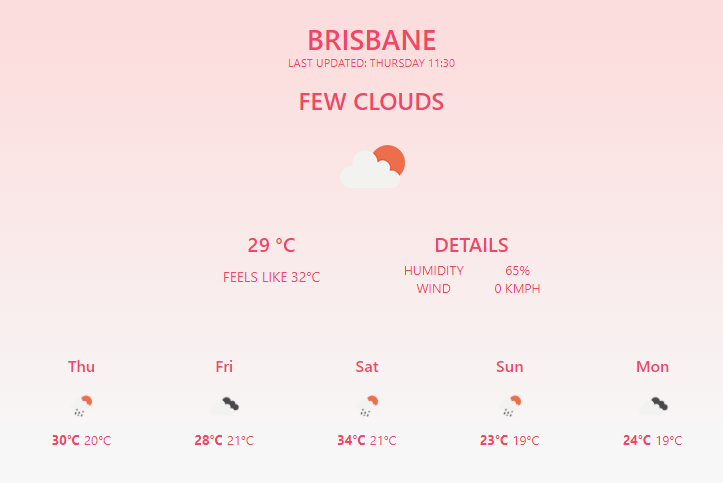 BRISBANE
LAST UPDATED: THURSDAY 11:30
FEW CLOUDS
29 °C
FEELS LIKE 32°C
DETAILS
HUMIDITY 65%
WIND 0 KMPH
Thu Fri Sat Sun Mon
30°C 20°C 28°C 21°C 34°C 21°C 23°C 19°C 24°C 19°C